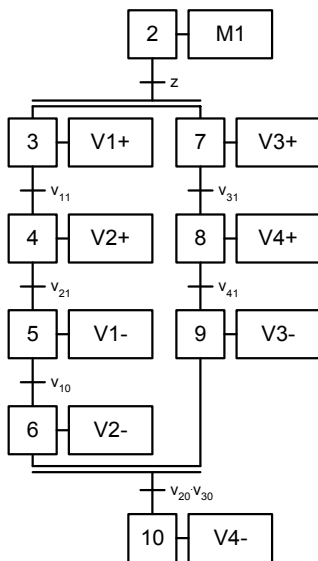 2 M1
z
3 V1+ 7 V3+
v₁₁ v₃₁
4 V2+ 8 V4+
v₂₁ v₄₁
5 V1- 9 V3-
v₁₀
6 V2-
v₂₀·v₃₀
10 V4-